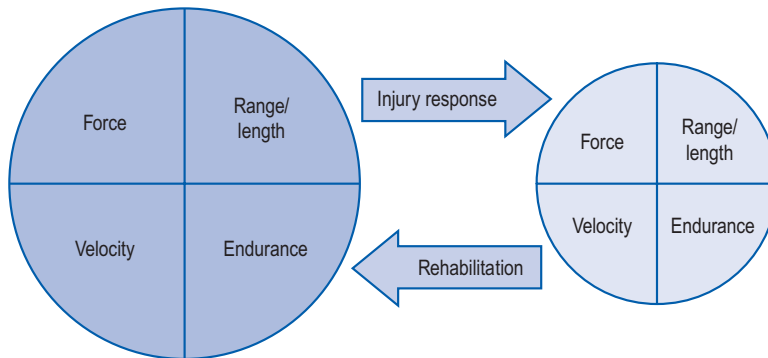 Force
Range/
length
Velocity
Endurance
Injury response
Rehabilitation
Force
Range/
length
Velocity
Endurance